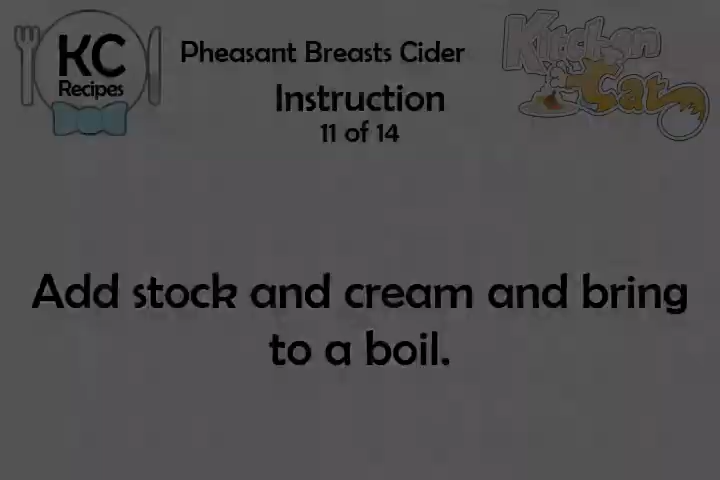 KC
Recipes
Pheasant Breasts Cider
Instruction
11 of 14
Kitchen
Cat
Add stock and cream and bring
to a boil.